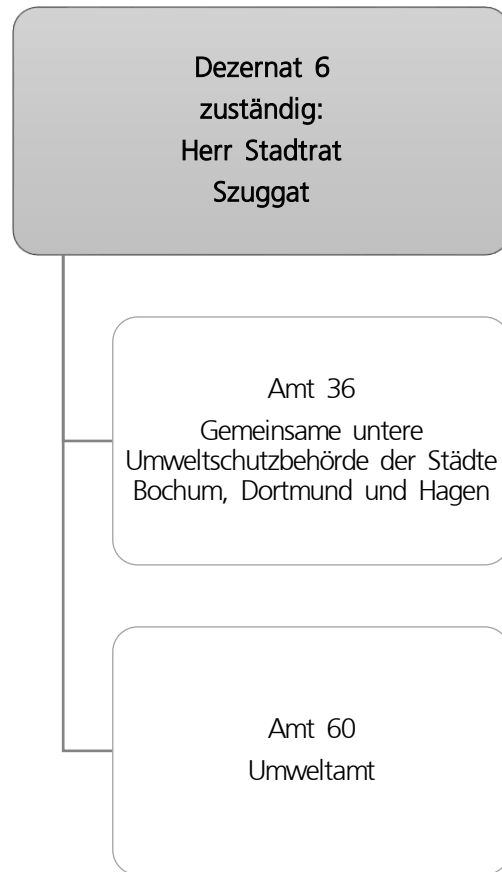 Dezernat 6
zuständig:
Herr Stadtrat
Szuggat
Amt 36
Gemeinsame untere
Umweltschutzbehörde der Städte
Bochum, Dortmund und Hagen
Amt 60
Umweltamt